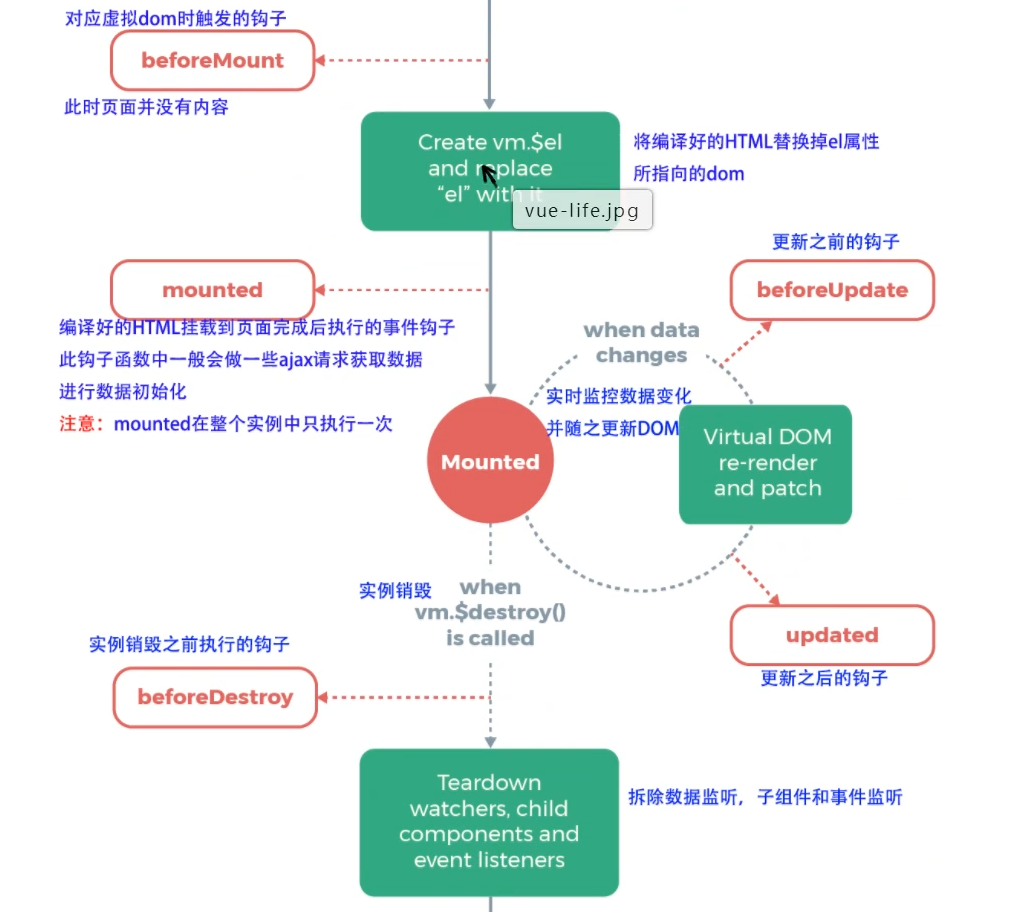 对应虚拟dom时触发的钩子
beforeMount
此时页面并没有内容
Create vm.$el
and replace
“el” with it
将编译好的HTML替换掉el属性
所指向的dom
vue-life.jpg
更新之前的钩子
beforeUpdate
mounted
编译好的HTML挂载到页面完成后执行的事件钩子
此钩子函数中一般会做一些ajax请求获取数据
进行数据初始化
注意：mounted在整个实例中只执行一次
when data
changes
实时监控数据变化
并随之更新DOM
Mounted
Virtual DOM
re-render
and patch
实例销毁
when
vm.$destroy()
is called
updated
更新之后的钩子
实例销毁之前执行的钩子
beforeDestroy
Teardown
watchers, child
components and
event listeners
拆除数据监听，子组件和事件监听